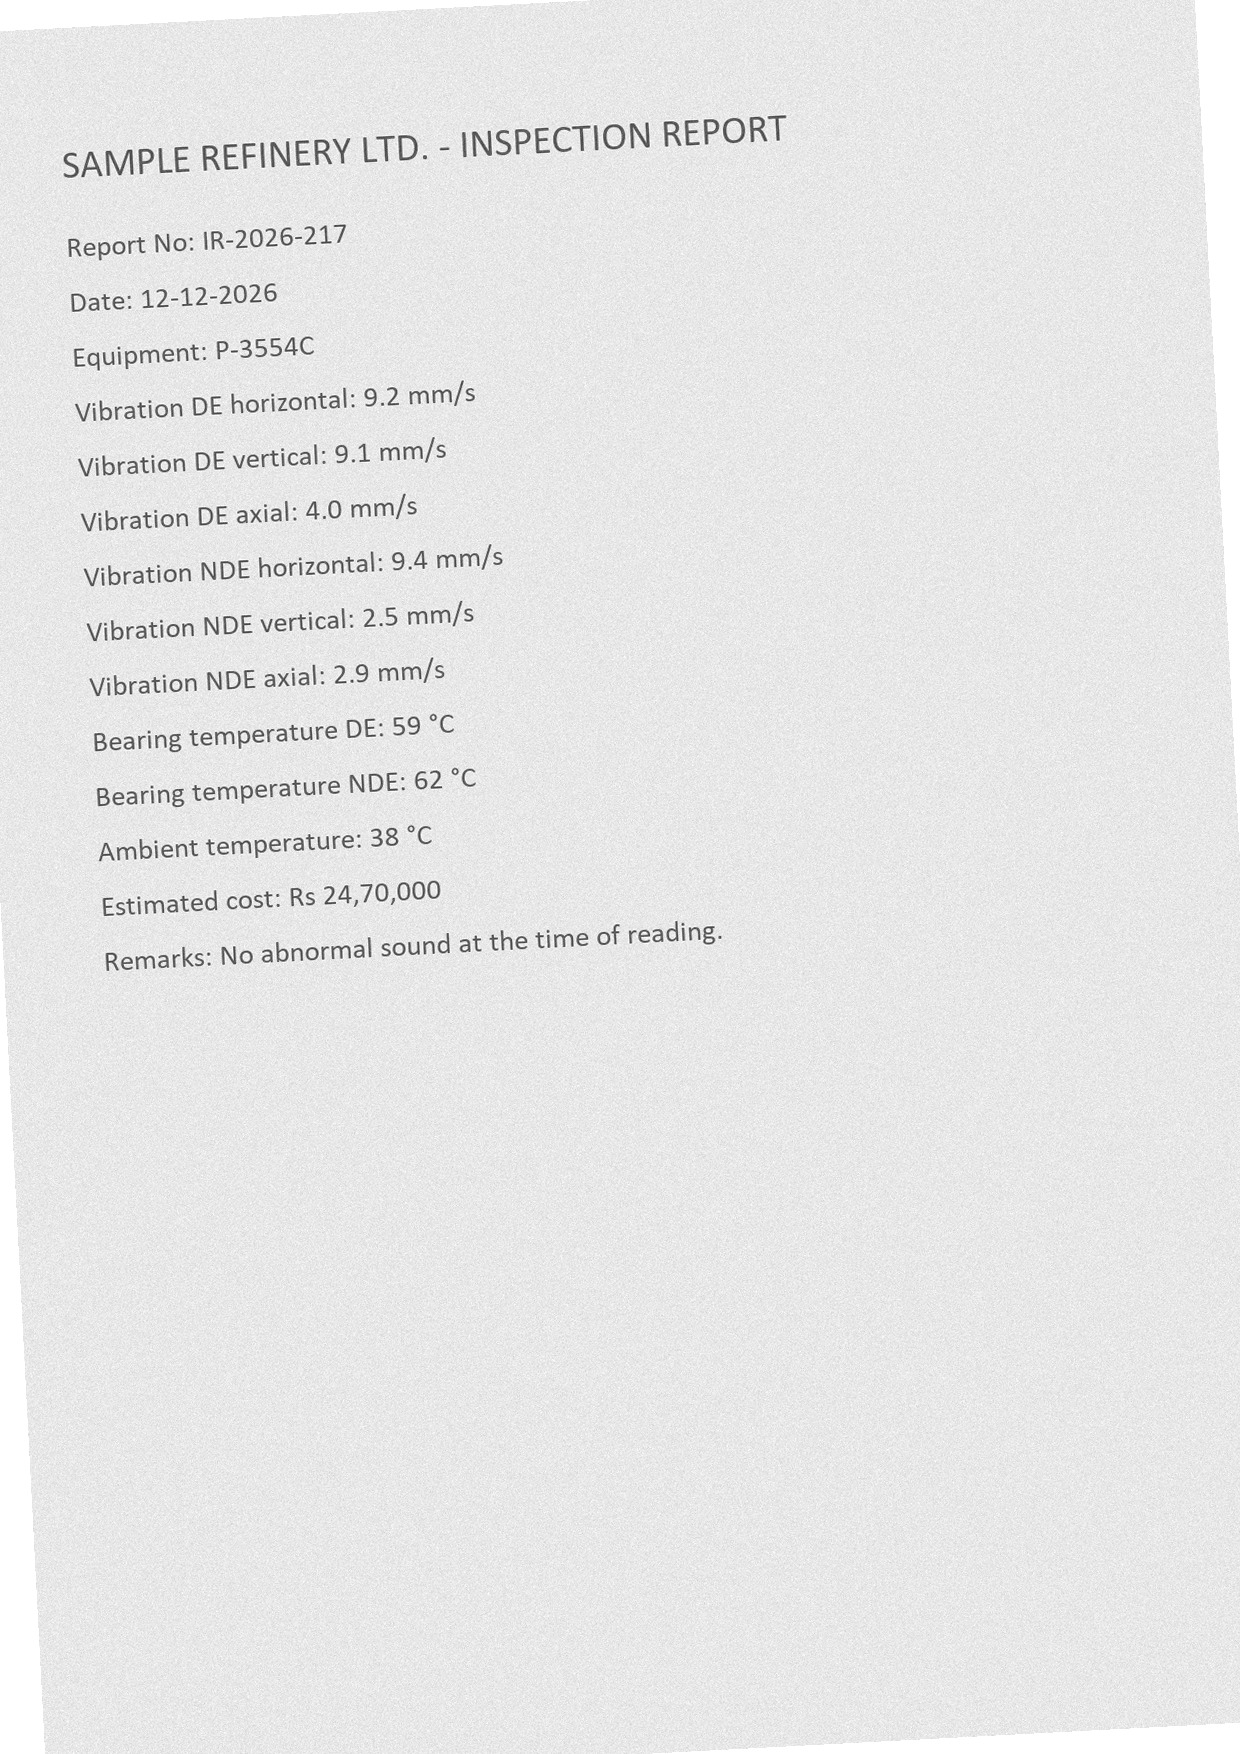 SAMPLE REFINERY LTD. - INSPECTION REPORT
Report No: IR-2026-217
Date: 12-12-2026
Equipment: P-3554C
Vibration DE horizontal: 9.2 mm/s
Vibration DE vertical: 9.1 mm/s
Vibration DE axial: 4.0 mm/s
Vibration NDE horizontal: 9.4 mm/s
Vibration NDE vertical: 2.5 mm/s
Vibration NDE axial: 2.9 mm/s
Bearing temperature DE: 59 °C
Bearing temperature NDE: 62 °C
Ambient temperature: 38 °C
Estimated cost: Rs 24,70,000
Remarks: No abnormal sound at the time of reading.